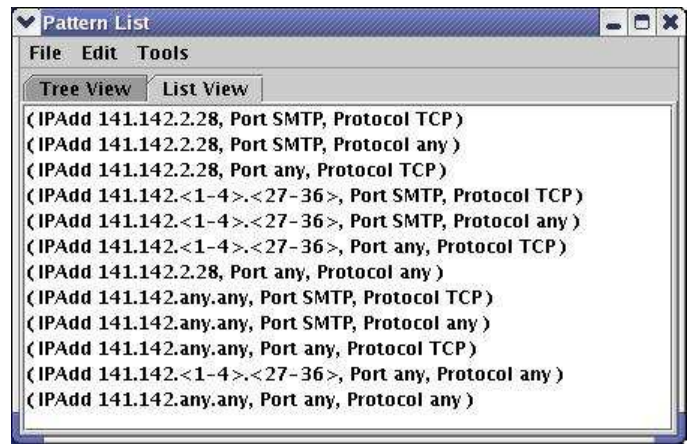 Pattern List
File Edit Tools
Tree View List View
(IPAdd 141.142.2.28, Port SMTP, Protocol TCP)
(IPAdd 141.142.2.28, Port SMTP, Protocol any)
(IPAdd 141.142.2.28, Port any, Protocol TCP)
(IPAdd 141.142.<1-4>.<27-36>, Port SMTP, Protocol TCP)
(IPAdd 141.142.<1-4>.<27-36>, Port SMTP, Protocol any)
(IPAdd 141.142.<1-4>.<27-36>, Port any, Protocol TCP)
(IPAdd 141.142.2.28, Port any, Protocol any)
(IPAdd 141.142.any.any, Port SMTP, Protocol TCP)
(IPAdd 141.142.any.any, Port SMTP, Protocol any)
(IPAdd 141.142.any.any, Port any, Protocol TCP)
(IPAdd 141.142.<1-4>.<27-36>, Port any, Protocol any)
(IPAdd 141.142.any.any, Port any, Protocol any)